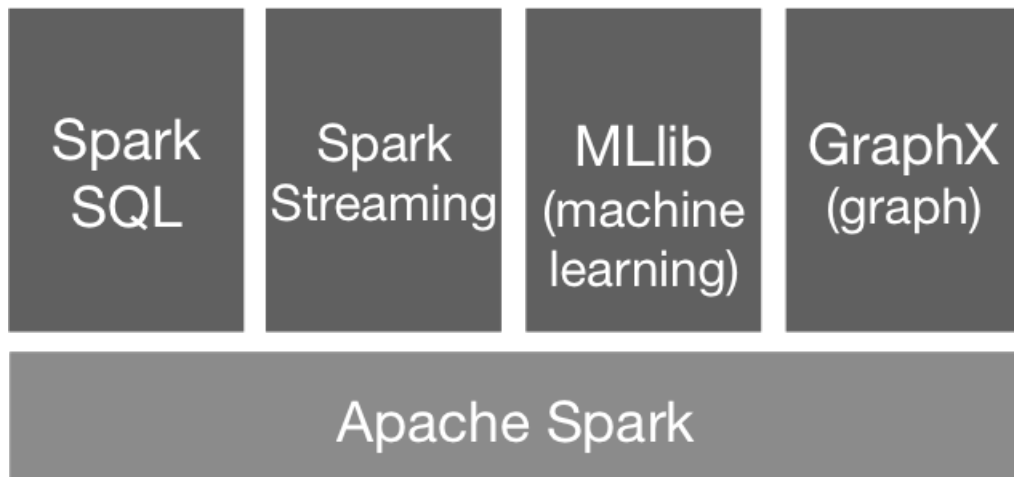 Spark
SQL
Spark
Streaming
MLlib
(machine
learning)
GraphX
(graph)
Apache Spark